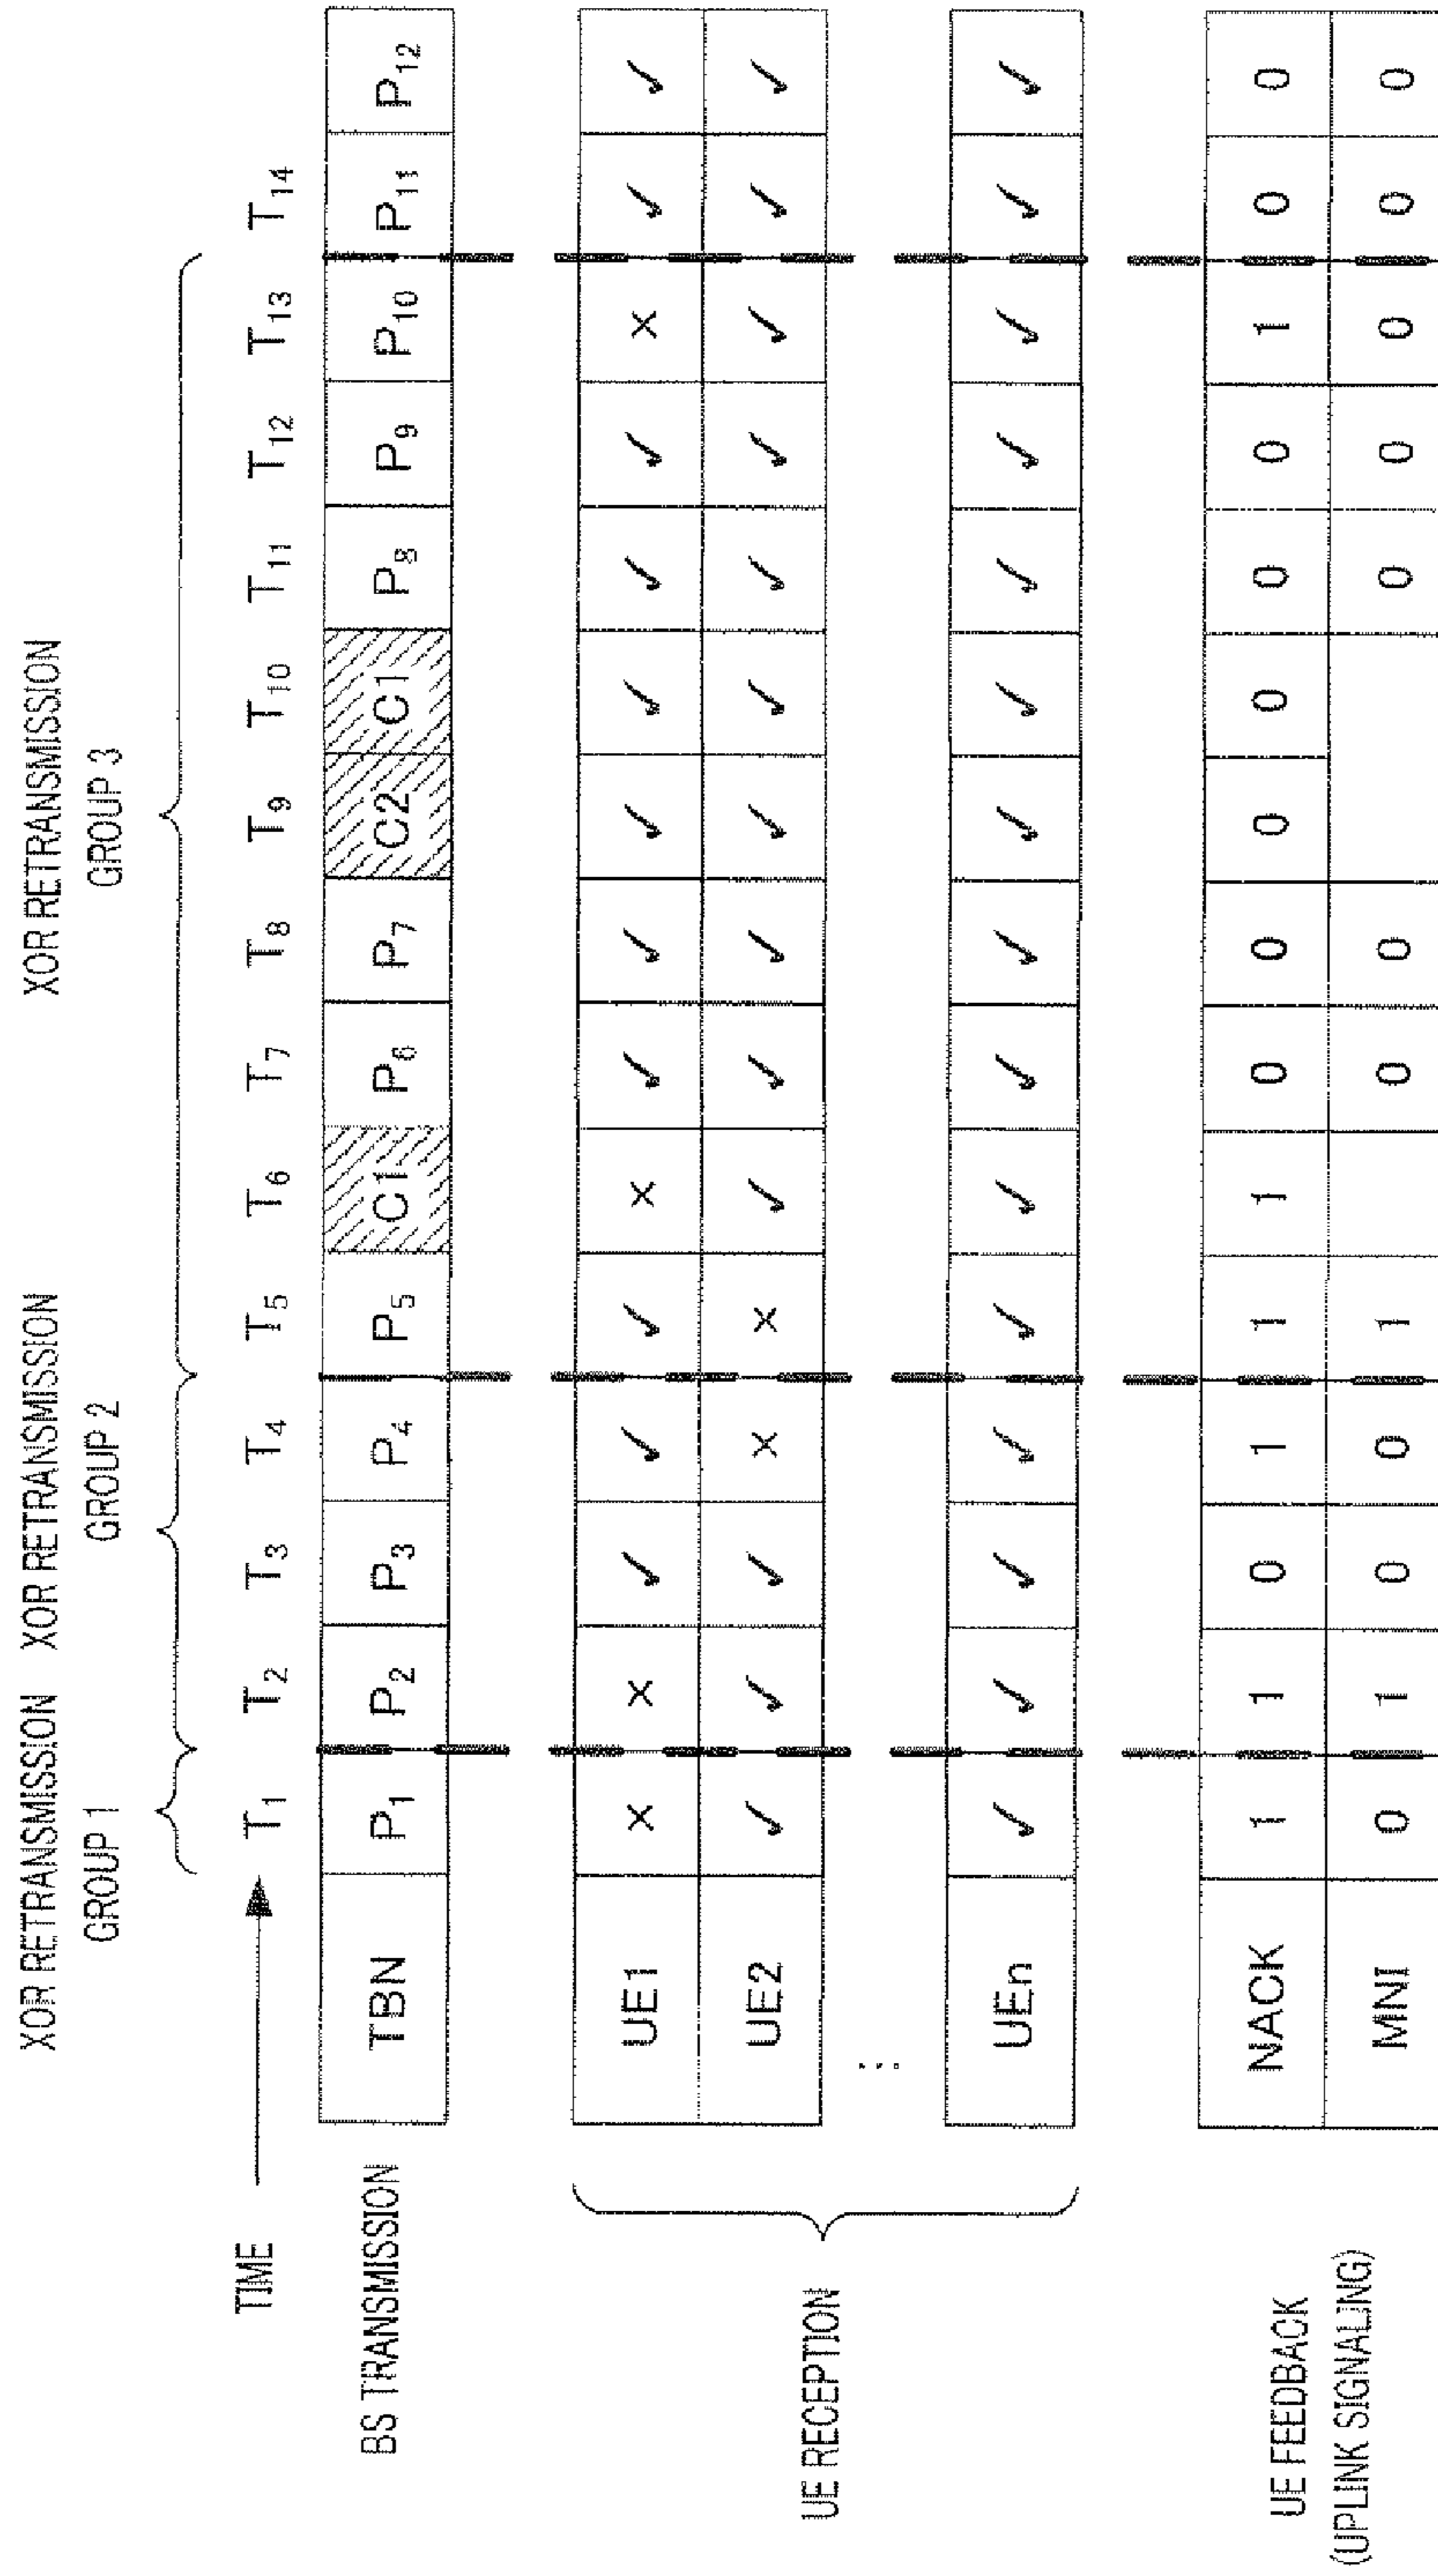 XOR RETRANSMISSION GROUP 1
XOR RETRANSMISSION GROUP 2
XOR RETRANSMISSION GROUP 3
TIME T1 T2 T3 T4 T5 T6 T7 T8 T9 T10 T11 T12 T13 T14
BS TRANSMISSION TBN P1 P2 P3 P4 P5 C1 P6 P7 C2 C1 P8 P9 P10 P11 P12
UE RECEPTION
UE1 × × ✓ ✓ ✓ × ✓ ✓ ✓ ✓ ✓ ✓ × ✓ ✓
UE2 ✓ ✓ ✓ × × ✓ ✓ ✓ ✓ ✓ ✓ ✓ ✓ ✓ ✓
...
UEn ✓ ✓ ✓ ✓ ✓ ✓ ✓ ✓ ✓ ✓ ✓ ✓ ✓ ✓ ✓
UE FEEDBACK
(UPLINK SIGNALING)
NACK 1 1 0 1 1 1 0 0 0 0 0 0 1 0 0
MNI 0 1 0 0 1 0 0 0 0 0 0 0